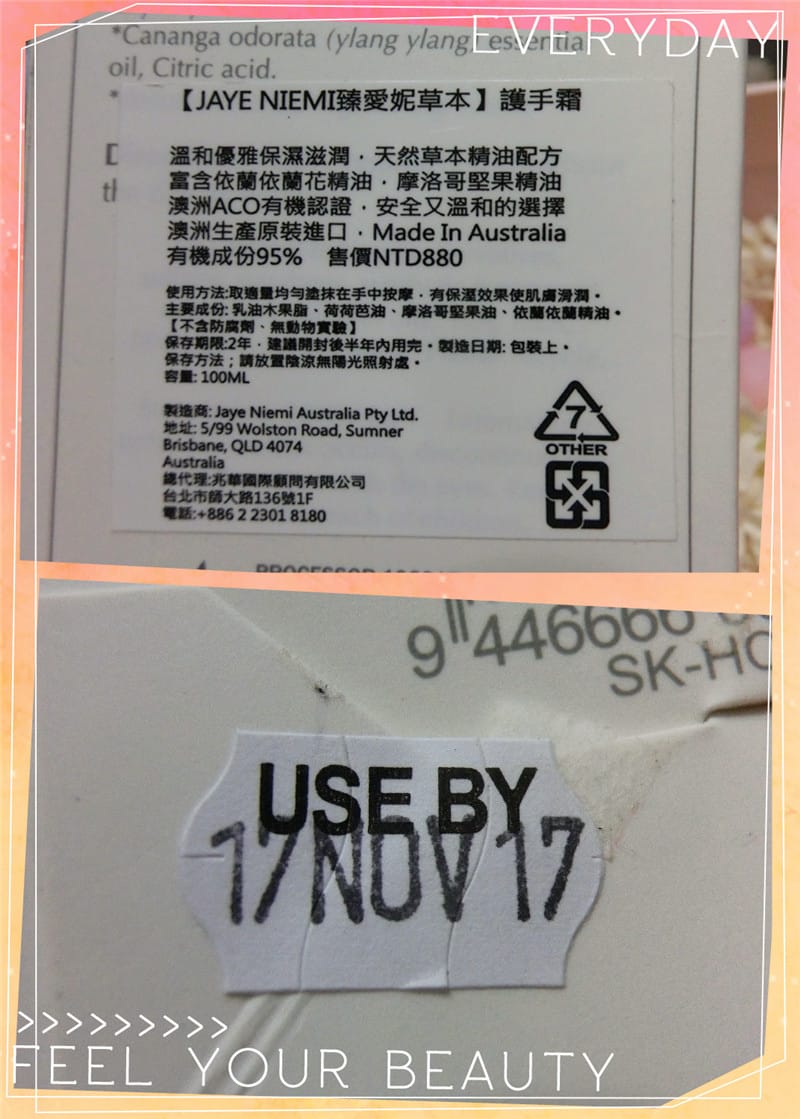 EVERYDAY
*Cananga odorata (ylang ylang) essential
oil, Citric acid.
*
【JAYE NIEMI臻愛妮草本】護手霜
溫和優雅保濕滋潤，天然草本精油配方
富含依蘭依蘭花精油，摩洛哥堅果精油
澳洲ACO有機認證，安全又溫和的選擇
澳洲生產原裝進口，Made In Australia
有機成份95% 售價NTD880
使用方法:取適量均勻塗抹在手中按摩，有保溼效果使肌膚滑潤。
主要成份: 乳油木果脂、荷荷芭油、摩洛哥堅果油、依蘭依蘭精油。
【不含防腐劑、無動物實驗】
保存期限:2年，建議開封後半年內用完。製造日期: 包裝上。
保存方法；請放置陰涼無陽光照射處。
容量: 100ML
製造商: Jaye Niemi Australia Pty Ltd.
地址: 5/99 Wolston Road, Sumner
Brisbane, QLD 4074
Australia
總代理:兆華國際顧問有限公司
台北市師大路136號1F
電話:+886 2 2301 8180
7
OTHER
9 446666
SK-HC
USE BY
17 NOV 17
>>>>>>>>>
FEEL YOUR BEAUTY